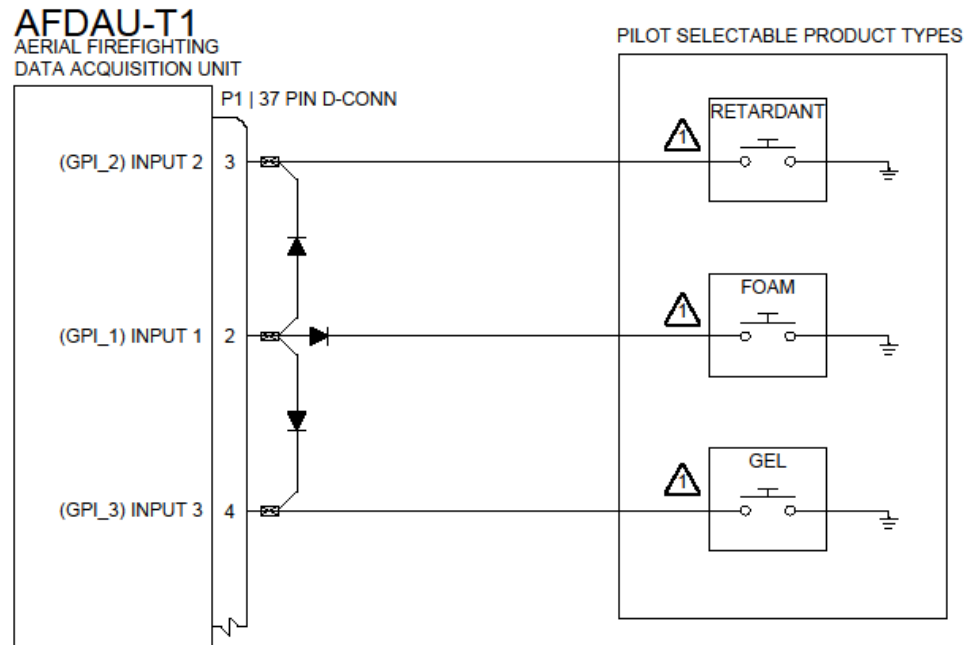 AFDAU-T1
AERIAL FIREFIGHTING
DATA ACQUISITION UNIT
P1 | 37 PIN D-CONN
PILOT SELECTABLE PRODUCT TYPES
(GPI_2) INPUT 2
3
1
RETARDANT
(GPI_1) INPUT 1
2
1
FOAM
(GPI_3) INPUT 3
4
1
GEL